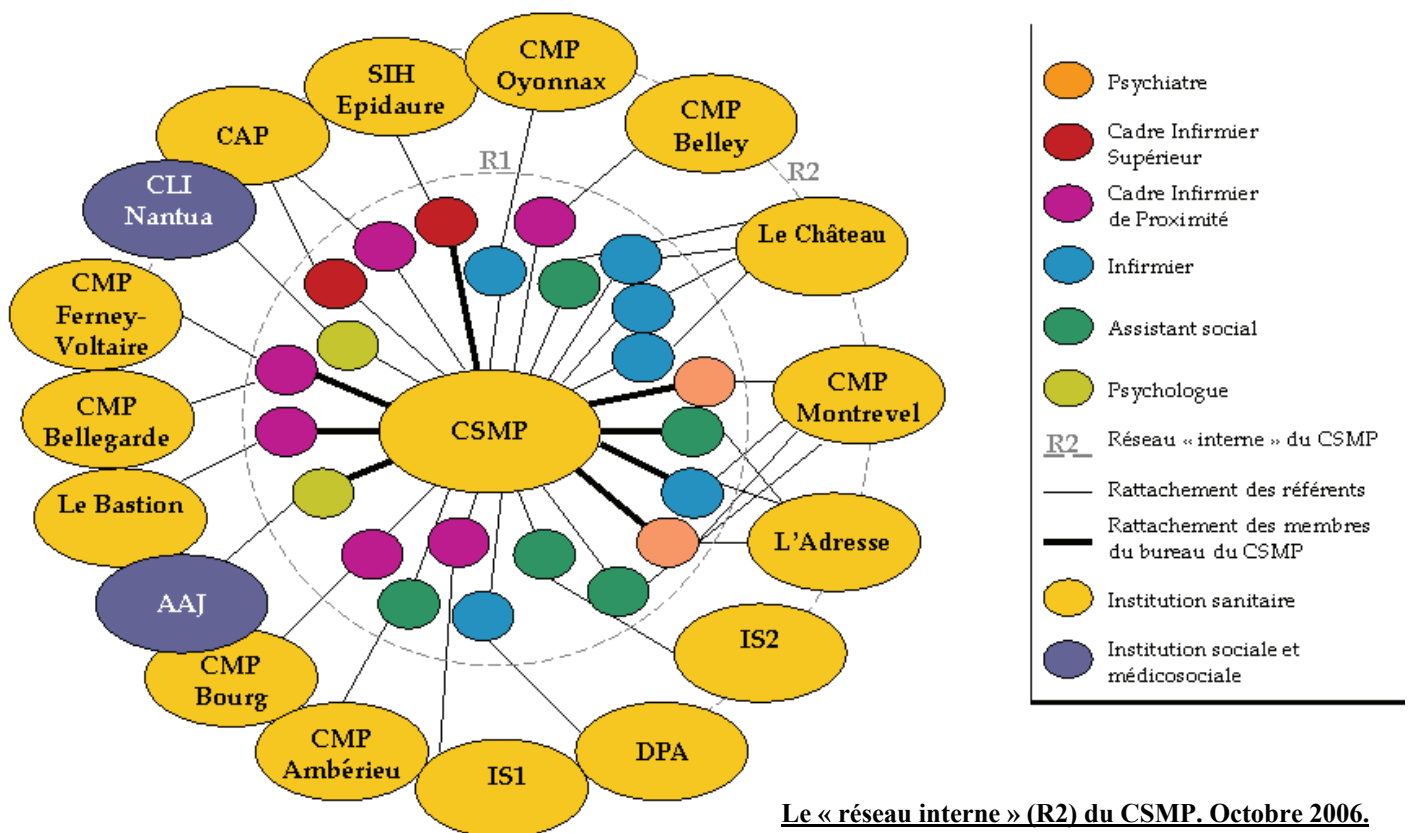 CMP
Oyonnax
SIH
Epidaure
CMP
Belley
CAP
R1
R2
CLI
Nantua
Le Château
CMP
Ferney-
Voltaire
CMP
Montrevel
CMP
Bellegarde
CSMP
Le Bastion
L'Adresse
AAJ
IS2
CMP
Bourg
CMP
Ambérieu
IS1
DPA
Psychiatre
Cadre Infirmier
Supérieur
Cadre Infirmier
de Proximité
Infirmier
Assistant social
Psychologue
R2 Réseau « interne » du CSMP
Rattachement des référents
Rattachement des membres
du bureau du CSMP
Institution sanitaire
Institution sociale et
médicosociale
Le « réseau interne » (R2) du CSMP. Octobre 2006.